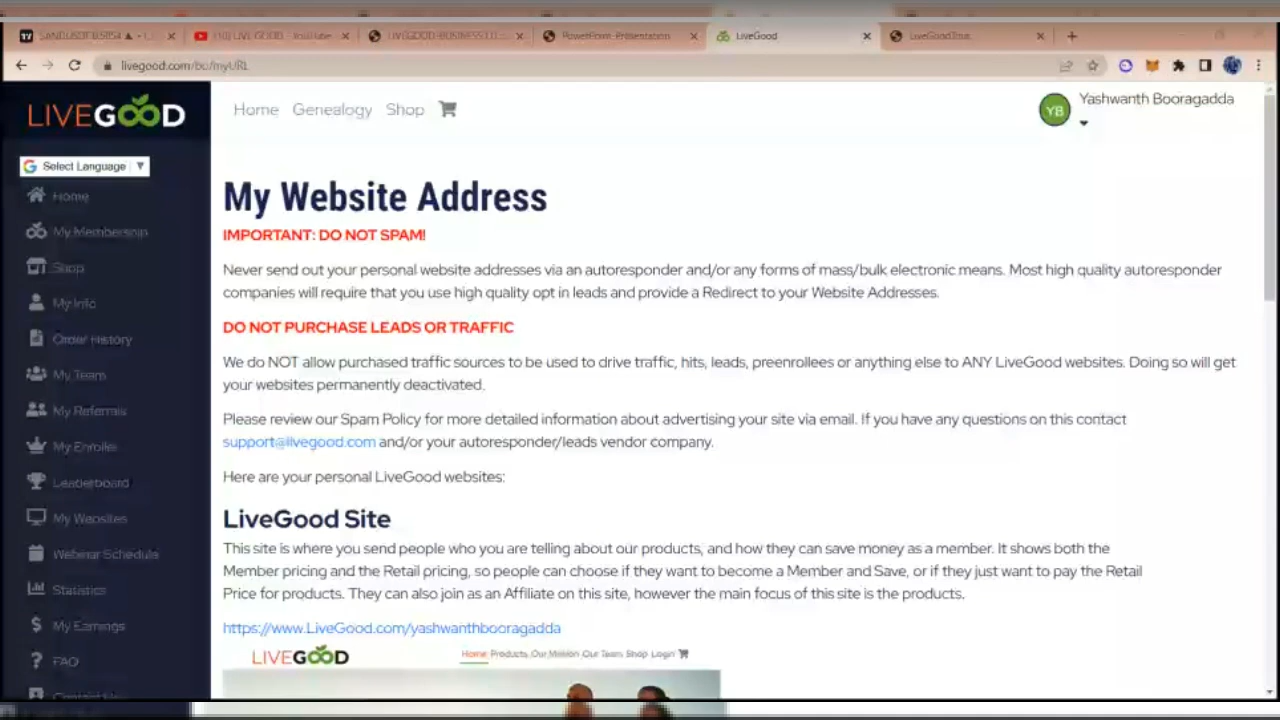 LIVE GOOD - YouTube
PowerPoint Presentation
LiveGood
LiveGoodTour
livegood.com/bo/myURL
LIVEGOOD
Home Genealogy Shop
YB
Yashwanth Booragadda
Select Language
Home
My Membership
Shop
My Info
Order History
My Team
My Referrals
My Enroller
Leaderboard
My Websites
Webinar Schedule
Statistics
My Earnings
FAQ
My Website Address
IMPORTANT: DO NOT SPAM!
Never send out your personal website addresses via an autoresponder and/or any forms of mass/bulk electronic means. Most high quality autoresponder
companies will require that you use high quality opt in leads and provide a Redirect to your Website Addresses.
DO NOT PURCHASE LEADS OR TRAFFIC
We do NOT allow purchased traffic sources to be used to drive traffic, hits, leads, preenrollees or anything else to ANY LiveGood websites. Doing so will get
your websites permanently deactivated.
Please review our Spam Policy for more detailed information about advertising your site via email. If you have any questions on this contact
support@livegood.com and/or your autoresponder/leads vendor company.
Here are your personal LiveGood websites:
LiveGood Site
This site is where you send people who you are telling about our products, and how they can save money as a member. It shows both the
Member pricing and the Retail pricing, so people can choose if they want to become a Member and Save, or if they just want to pay the Retail
Price for products. They can also join as an Affiliate on this site, however the main focus of this site is the products.
https://www.LiveGood.com/yashwanthbooragadda
LIVEGOOD
Home Products Our Mission Our Team Shop Login